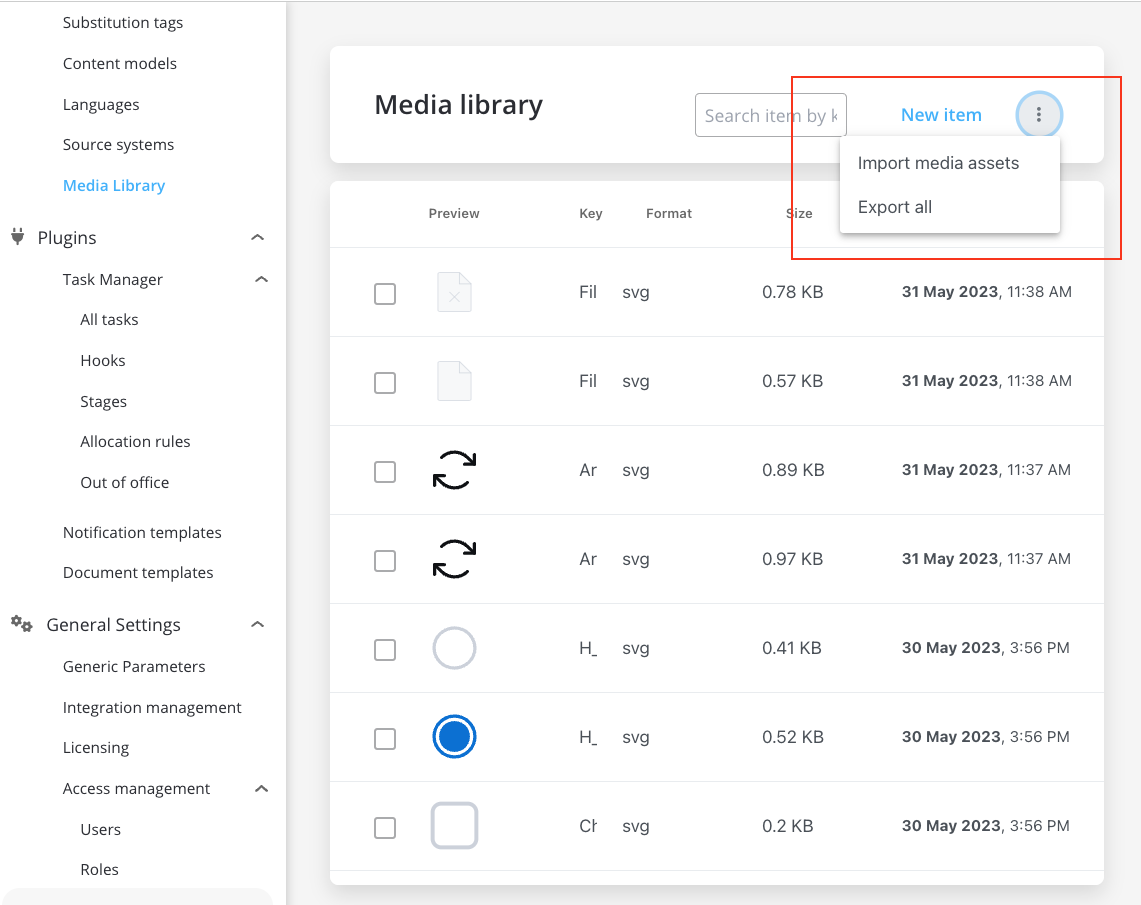 Substitution tags
Content models
Languages
Source systems
Media Library
Plugins
Task Manager
All tasks
Hooks
Stages
Allocation rules
Out of office
Notification templates
Document templates
General Settings
Generic Parameters
Integration management
Licensing
Access management
Users
Roles
Media library
Search item by k
New item
Import media assets
Export all
Preview Key Format Size
Fil svg 0.78 KB 31 May 2023, 11:38 AM
Fil svg 0.57 KB 31 May 2023, 11:38 AM
Ar svg 0.89 KB 31 May 2023, 11:37 AM
Ar svg 0.97 KB 31 May 2023, 11:37 AM
H_ svg 0.41 KB 30 May 2023, 3:56 PM
H_ svg 0.52 KB 30 May 2023, 3:56 PM
Ch svg 0.2 KB 30 May 2023, 3:56 PM